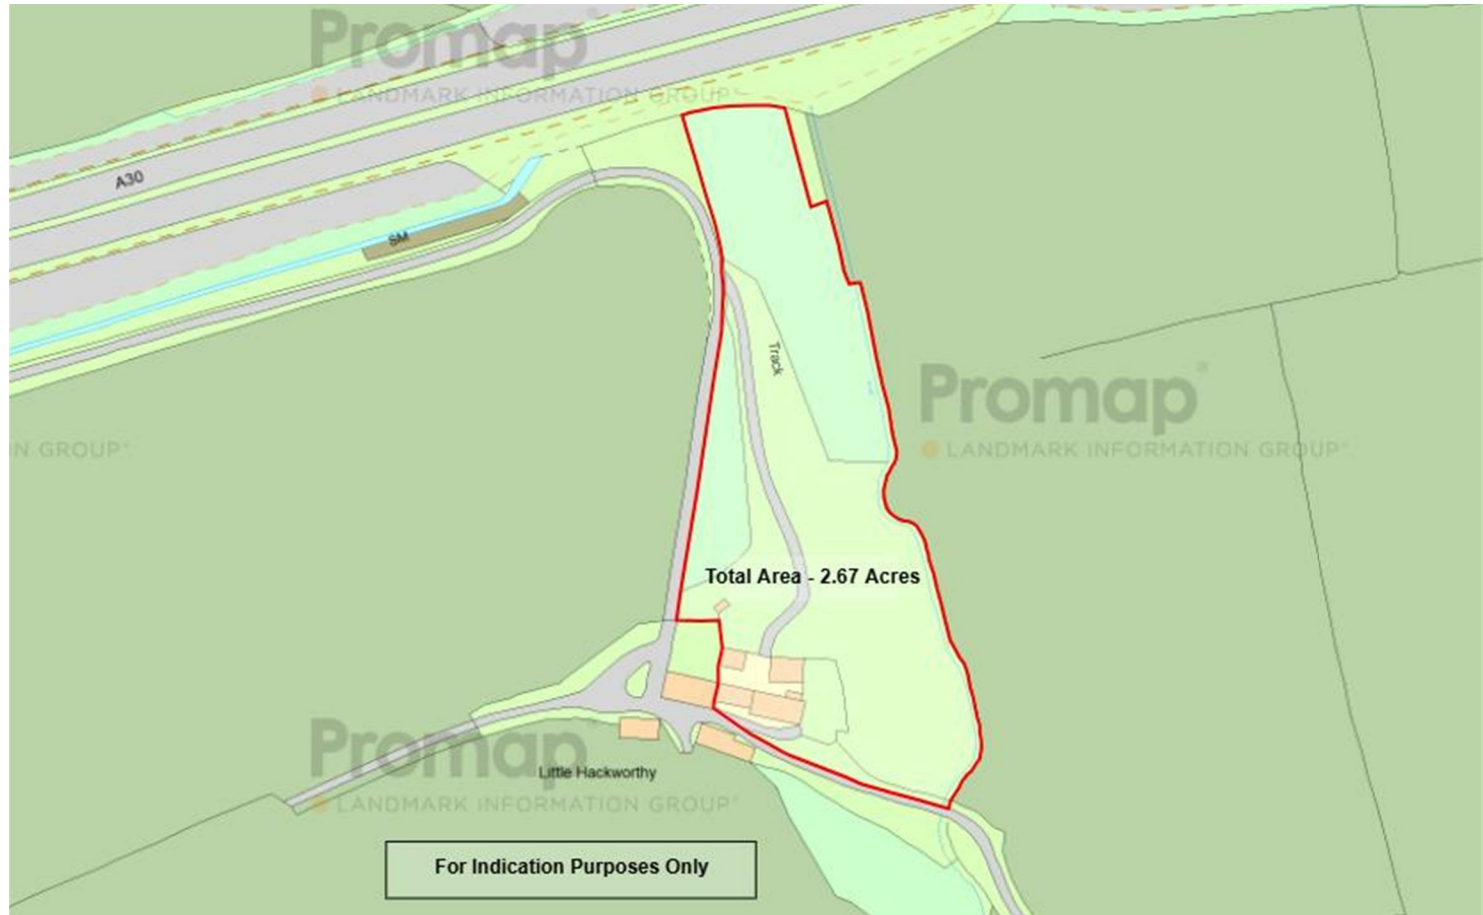 Promap®
LANDMARK INFORMATION GROUP®
A30
SM
Track
Promap®
LANDMARK INFORMATION GROUP®
N GROUP®
Total Area - 2.67 Acres
Promap®
Little Hackworthy
LANDMARK INFORMATION GROUP®
For Indication Purposes Only